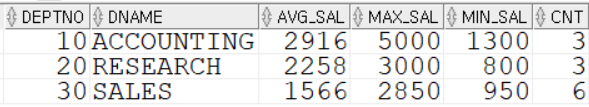 DEPTNO DNAME AVG_SAL MAX_SAL MIN_SAL CNT
10 ACCOUNTING 2916 5000 1300 3
20 RESEARCH 2258 3000 800 3
30 SALES 1566 2850 950 6